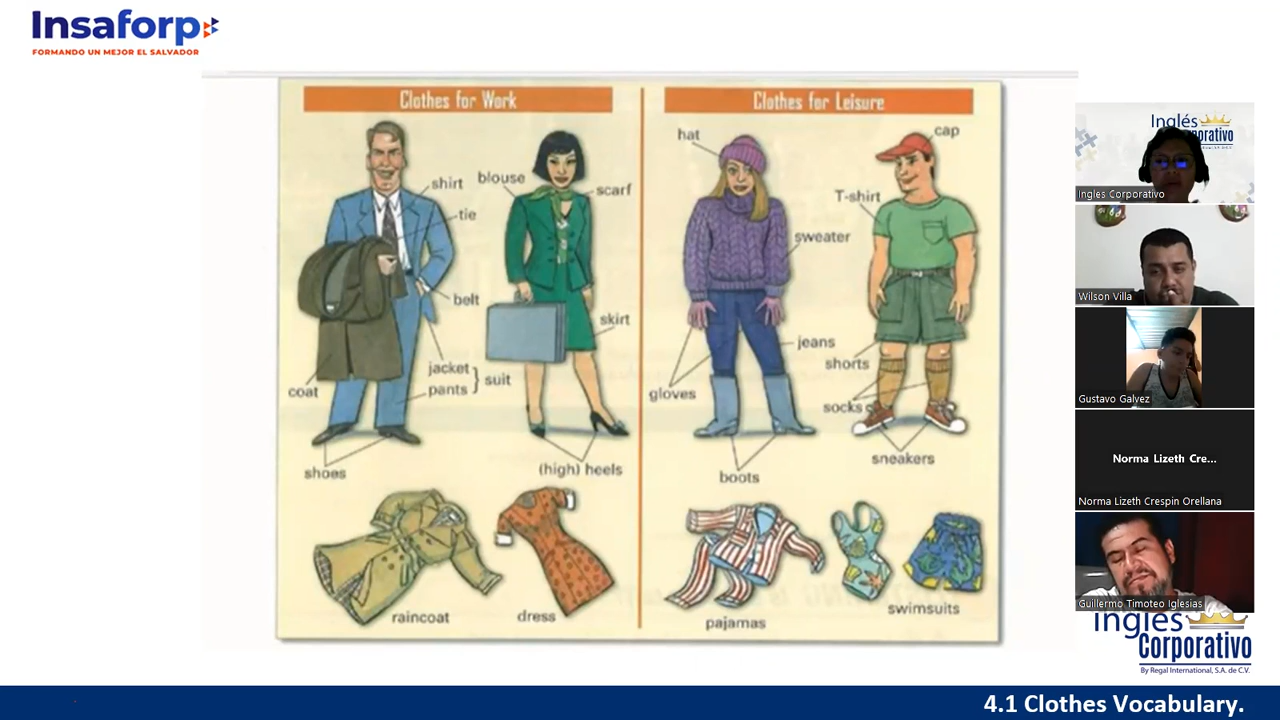 Insaforp
FORMANDO UN MEJOR EL SALVADOR
Clothes for Work
shirt
blouse
scarf
tie
belt
skirt
jacket
pants
suit
coat
shoes
(high) heels
raincoat
dress
Clothes for Leisure
hat
cap
T-shirt
sweater
jeans
shorts
gloves
socks
sneakers
boots
pajamas
swimsuits
Inglés
Corporativo
Ingles Corporativo
Wilson Villa
Gustavo Galvez
Norma Lizeth Cre...
Norma Lizeth Crespin Orellana
Guillermo Timoteo Iglesias
Inglés
Corporativo
By Regal International, S.A. de C.V.
4.1 Clothes Vocabulary.